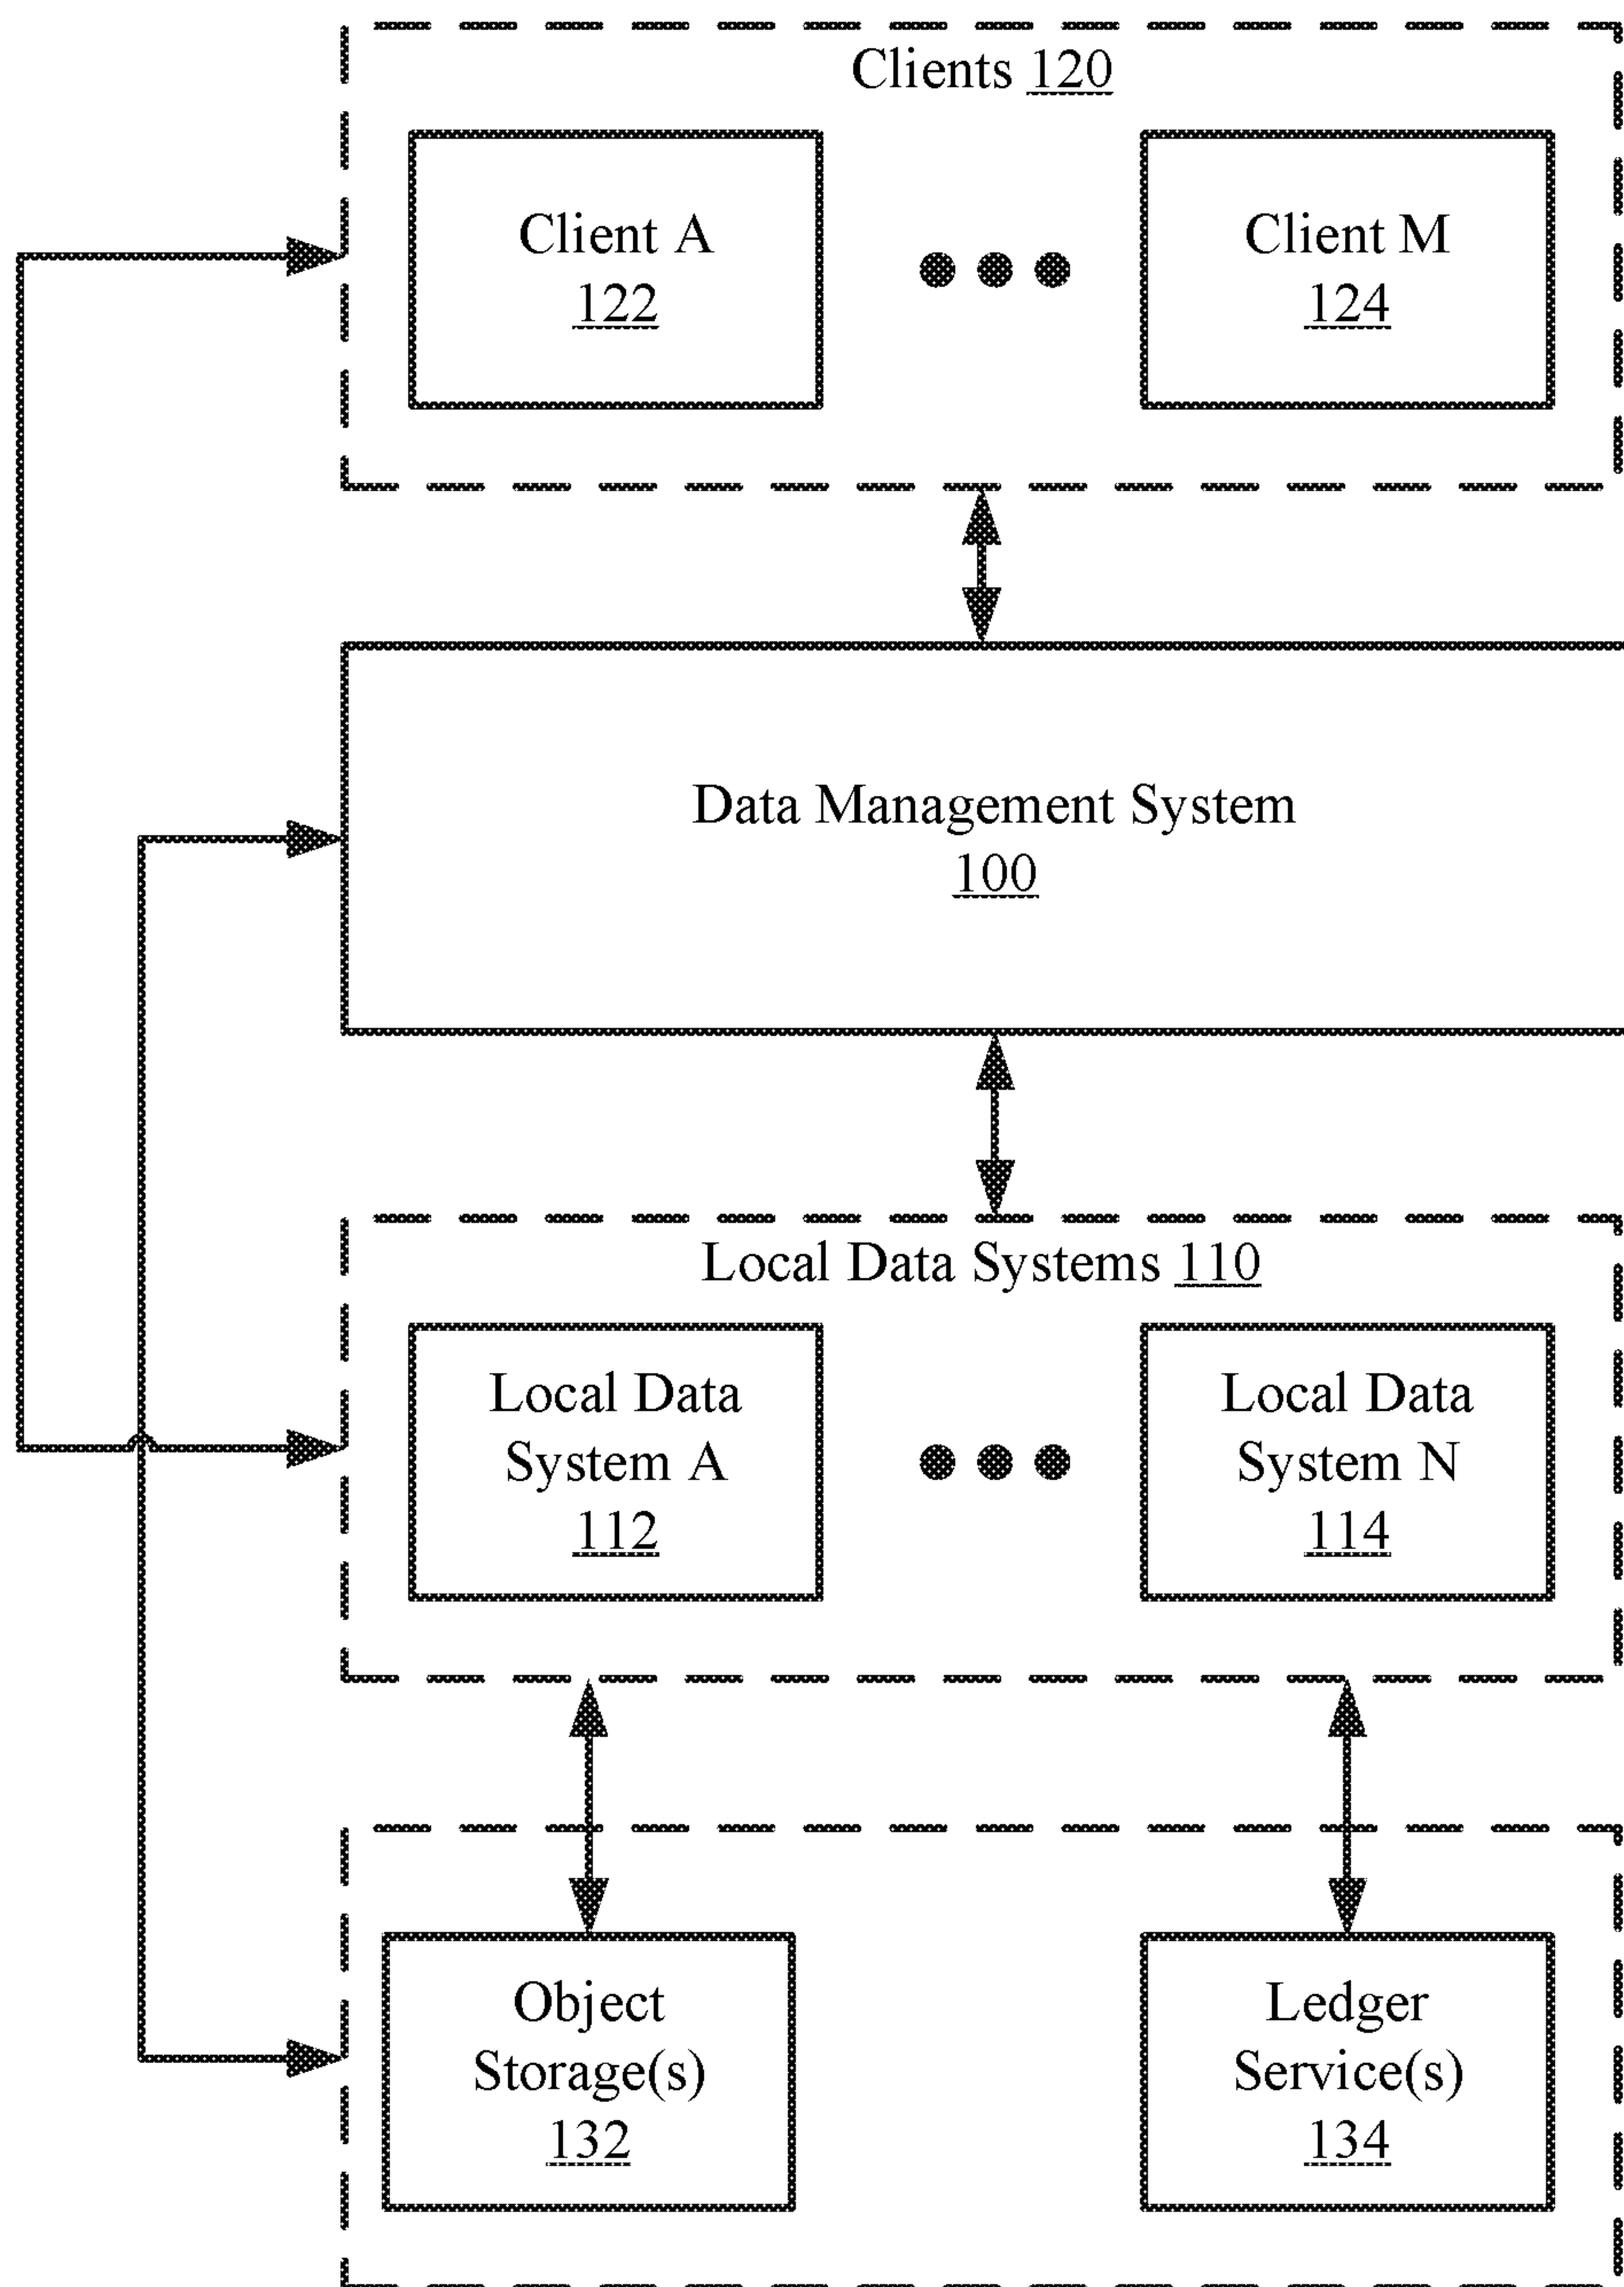 Clients 120
Client A
122
Client M
124
Data Management System
100
Local Data Systems 110
Local Data
System A
112
Local Data
System N
114
Object
Storage(s)
132
Ledger
Service(s)
134